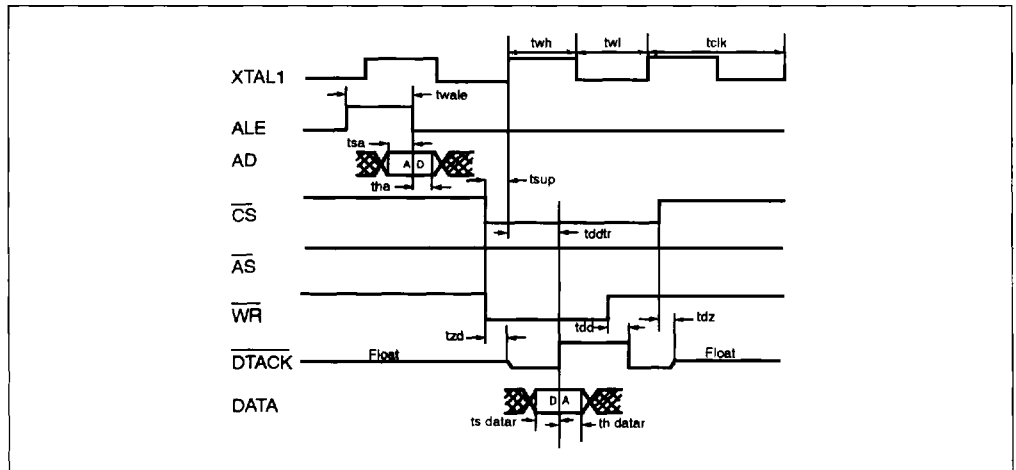 twh twl tclk
XTAL1
twale
ALE
tsa
AD
A D
tha
tsup
CS
tddtr
AS
WR
tdd tdz
tzd
Float Float
DTACK
DATA
D A
ts datar th datar